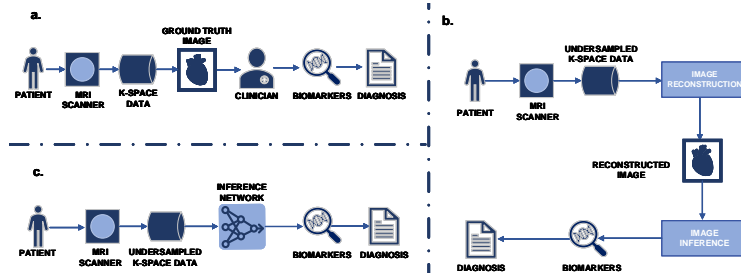 a.
GROUND TRUTH
IMAGE
PATIENT
MRI
SCANNER
K-SPACE
DATA
CLINICIAN
BIOMARKERS
DIAGNOSIS
b.
UNDERSAMPLED
K-SPACE DATA
IMAGE
RECONSTRUCTION
PATIENT
MRI
SCANNER
RECONSTRUCTED
IMAGE
IMAGE
INFERENCE
DIAGNOSIS
BIOMARKERS
c.
INFERENCE
NETWORK
PATIENT
MRI
SCANNER
UNDERSAMPLED
K-SPACE DATA
BIOMARKERS
DIAGNOSIS